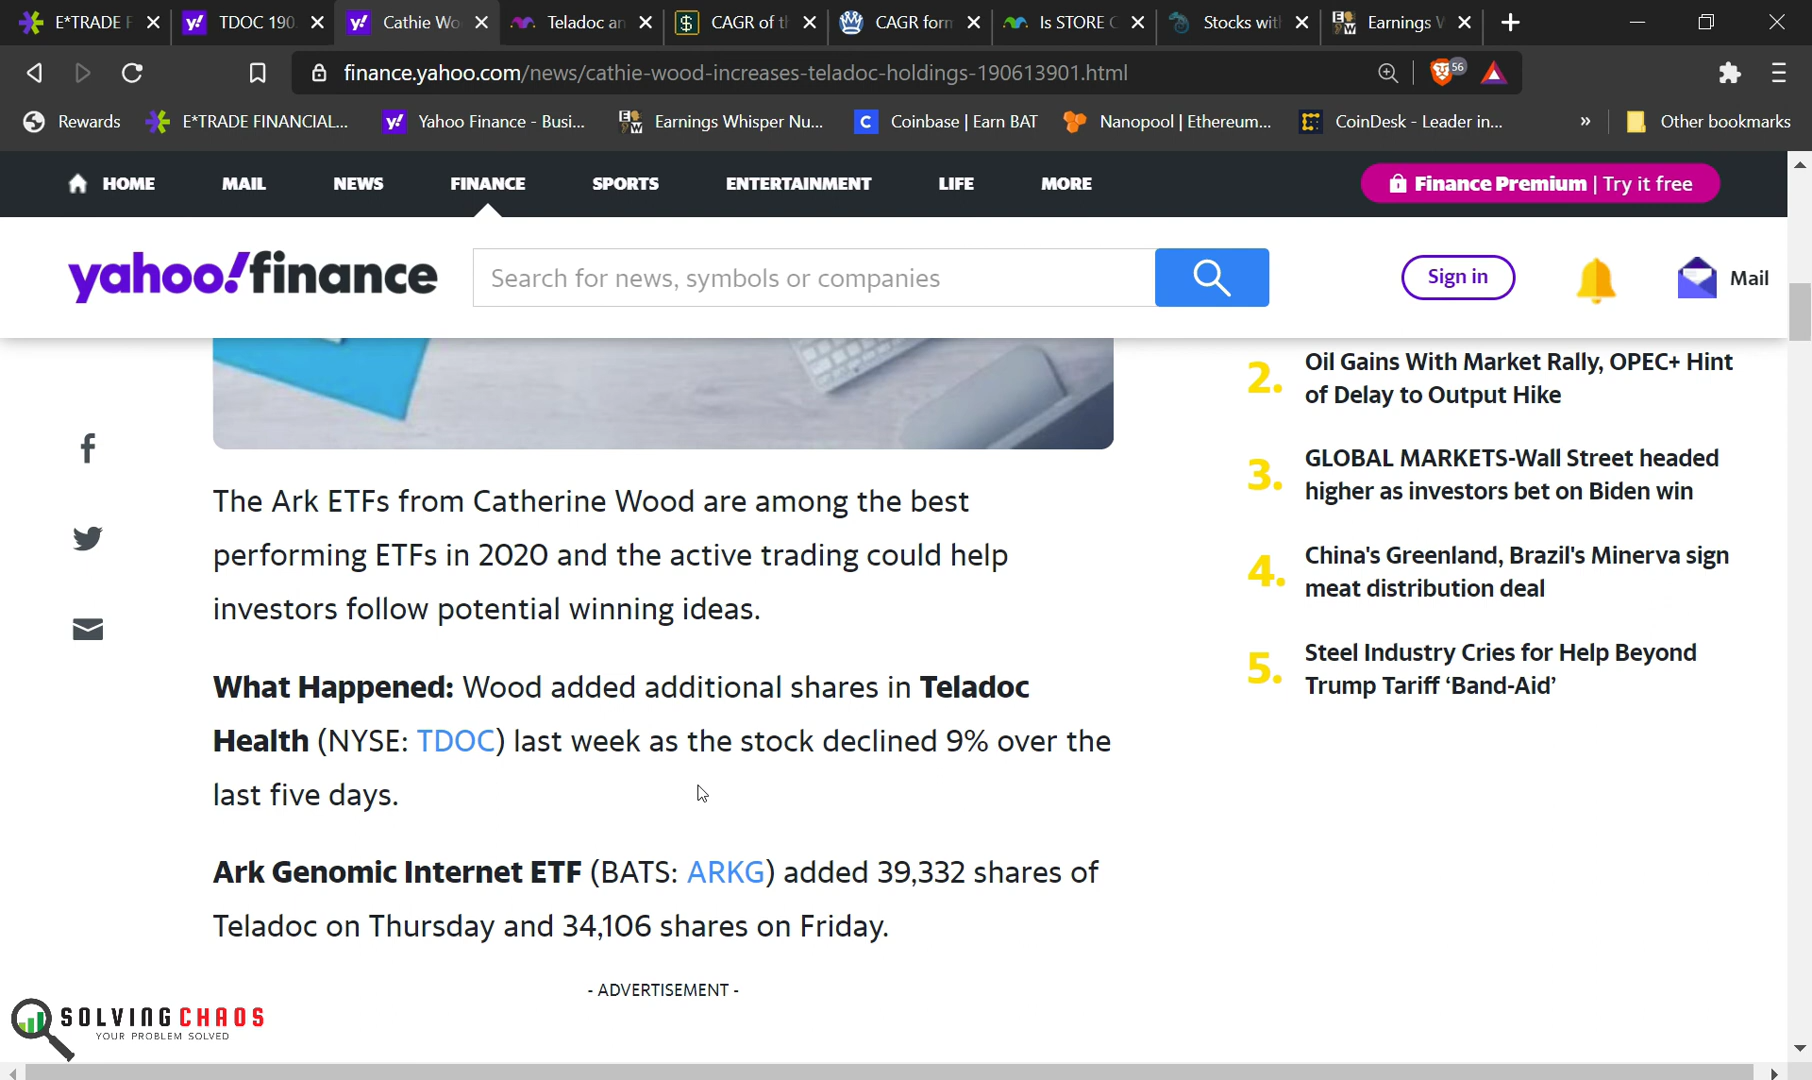 E*TRADE F
TDOC 190.
Cathie Wo
Teladoc an
CAGR of th
CAGR form
Is STORE C
Stocks with
Earnings W
finance.yahoo.com/news/cathie-wood-increases-teladoc-holdings-190613901.html
56
Rewards
E*TRADE FINANCIAL...
Yahoo Finance - Busi...
Earnings Whisper Nu...
Coinbase | Earn BAT
Nanopool | Ethereum...
CoinDesk - Leader in...
»
Other bookmarks
HOME
MAIL
NEWS
FINANCE
SPORTS
ENTERTAINMENT
LIFE
MORE
Finance Premium | Try it free
yahoo!finance
Search for news, symbols or companies
Sign in
Mail
The Ark ETFs from Catherine Wood are among the best
performing ETFs in 2020 and the active trading could help
investors follow potential winning ideas.
What Happened: Wood added additional shares in Teladoc
Health (NYSE: TDOC) last week as the stock declined 9% over the
last five days.
Ark Genomic Internet ETF (BATS: ARKG) added 39,332 shares of
Teladoc on Thursday and 34,106 shares on Friday.
- ADVERTISEMENT -
2. Oil Gains With Market Rally, OPEC+ Hint
of Delay to Output Hike
3. GLOBAL MARKETS-Wall Street headed
higher as investors bet on Biden win
4. China's Greenland, Brazil's Minerva sign
meat distribution deal
5. Steel Industry Cries for Help Beyond
Trump Tariff ‘Band-Aid’
SOLVING CHAOS
YOUR PROBLEM SOLVED